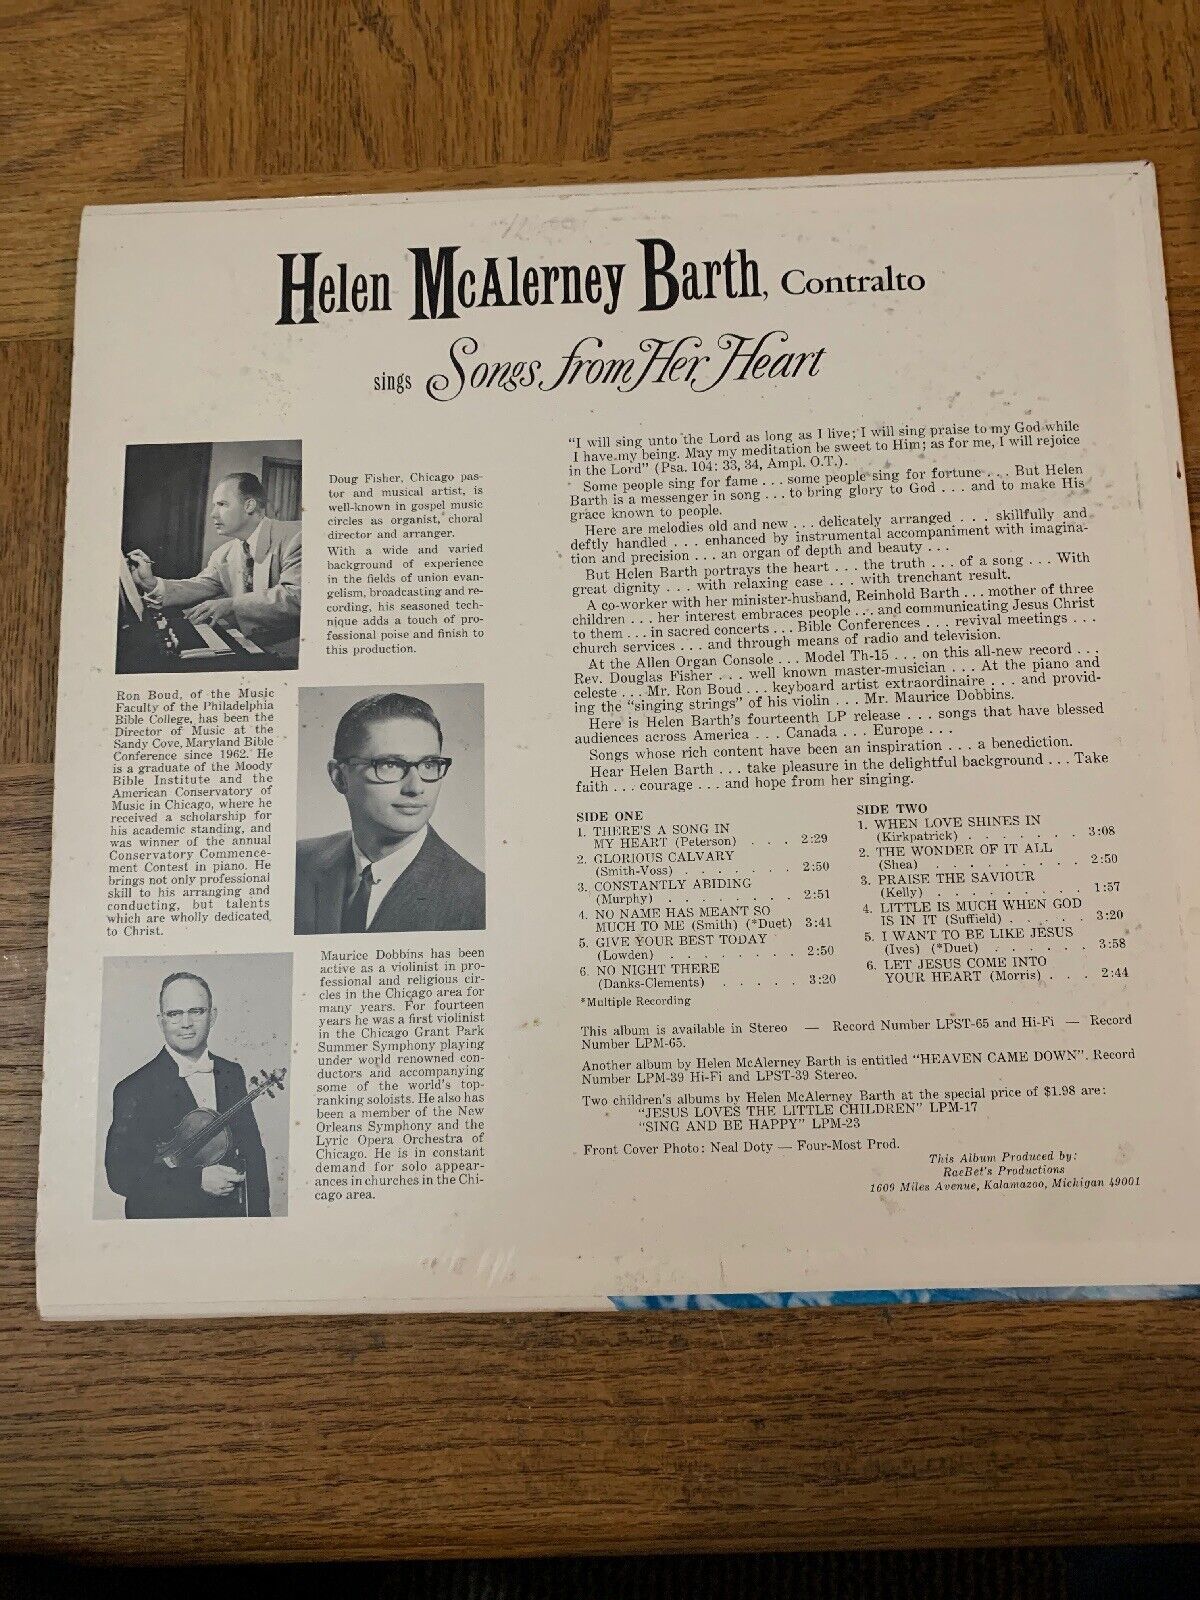 Helen McAlerney Barth, Contralto
sings Songs from Her Heart
Doug Fisher, Chicago pas-
tor and musical artist, is
well-known in gospel music
circles as organist, choral
director and arranger.
With a wide and varied
background of experience
in the fields of union evan-
gelism, broadcasting and re-
cording, his seasoned tech-
nique adds a touch of pro-
fessional poise and finish to
this production.
Ron Boud, of the Music
Faculty of the Philadelphia
Bible College, has been the
Director of Music at the
Sandy Cove, Maryland Bible
Conference since 1962. He
is a graduate of the Moody
Bible Institute and the
American Conservatory of
Music in Chicago, where he
received a scholarship for
his academic standing, and
was winner of the annual
Conservatory Commence-
ment Contest in piano. He
brings not only professional
skill to his arranging and
conducting, but talents
which are wholly dedicated
to Christ.
Maurice Dobbins has been
active as a violinist in pro-
fessional and religious cir-
cles in the Chicago area for
many years. For fourteen
years he was a first violinist
in the Chicago Grant Park
Summer Symphony playing
under world renowned con-
ductors and accompanying
some of the world's top-
ranking soloists. He also has
been a member of the New
Orleans Symphony and the
Lyric Opera Orchestra of
Chicago. He is in constant
demand for solo appear-
ances in churches in the Chi-
cago area.
"I will sing unto the Lord as long as I live; I will sing praise to my God while
I have my being. May my meditation be sweet to Him; as for me, I will rejoice
in the Lord" (Psa. 104: 33, 34, Ampl. O.T.).
Some people sing for fame . . . some people sing for fortune . . . But Helen
Barth is a messenger in song . . . to bring glory to God . . . and to make His
grace known to people.
Here are melodies old and new . . . delicately arranged . . . skillfully and
deftly handled . . . enhanced by instrumental accompaniment with imagina-
tion and precision . . . an organ of depth and beauty . . .
But Helen Barth portrays the heart . . . the truth . . . of a song . . . With
great dignity . . . with relaxing ease . . . with trenchant result.
A co-worker with her minister-husband, Reinhold Barth . . . mother of three
children . . . her interest embraces people . . . and communicating Jesus Christ
to them . . . in sacred concerts . . . Bible Conferences . . . revival meetings . . .
church services . . . and through means of radio and television.
At the Allen Organ Console . . . Model Th-15 . . . on this all-new record . . .
Rev. Douglas Fisher . . . well known master-musician . . . At the piano and
celeste . . . Mr. Ron Boud . . . keyboard artist extraordinaire . . . and provid-
ing the "singing strings" of his violin . . . Mr. Maurice Dobbins.
Here is Helen Barth's fourteenth LP release . . . songs that have blessed
audiences across America . . . Canada . . . Europe . . .
Songs whose rich content have been an inspiration . . . a benediction.
Hear Helen Barth . . . take pleasure in the delightful background . . . Take
faith . . . courage . . . and hope from her singing.
SIDE ONE
1. THERE'S A SONG IN
MY HEART (Peterson) . . . 2:29
2. GLORIOUS CALVARY
(Smith-Voss) . . . . . . . 2:50
3. CONSTANTLY ABIDING
(Murphy) . . . . . . . . 2:51
4. NO NAME HAS MEANT SO
MUCH TO ME (Smith) (*Duet) 3:41
5. GIVE YOUR BEST TODAY
(Lowden) . . . . . . . . 2:50
6. NO NIGHT THERE
(Danks-Clements) . . . . . 3:20
*Multiple Recording
SIDE TWO
1. WHEN LOVE SHINES IN
(Kirkpatrick) . . . . . . . 3:08
2. THE WONDER OF IT ALL
(Shea) . . . . . . . . . 2:50
3. PRAISE THE SAVIOUR
(Kelly) . . . . . . . . . 1:57
4. LITTLE IS MUCH WHEN GOD
IS IN IT (Suffield) . . . . . 3:20
5. I WANT TO BE LIKE JESUS
(Ives) (*Duet) . . . . . . 3:58
6. LET JESUS COME INTO
YOUR HEART (Morris) . . . 2:44
This album is available in Stereo — Record Number LPST-65 and Hi-Fi — Record
Number LPM-65.
Another album by Helen McAlerney Barth is entitled "HEAVEN CAME DOWN". Record
Number LPM-39 Hi-Fi and LPST-39 Stereo.
Two children's albums by Helen McAlerney Barth at the special price of $1.98 are:
"JESUS LOVES THE LITTLE CHILDREN" LPM-17
"SING AND BE HAPPY" LPM-23
Front Cover Photo: Neal Doty — Four-Most Prod.
This Album Produced by:
RaeBet's Productions
1609 Miles Avenue, Kalamazoo, Michigan 49001